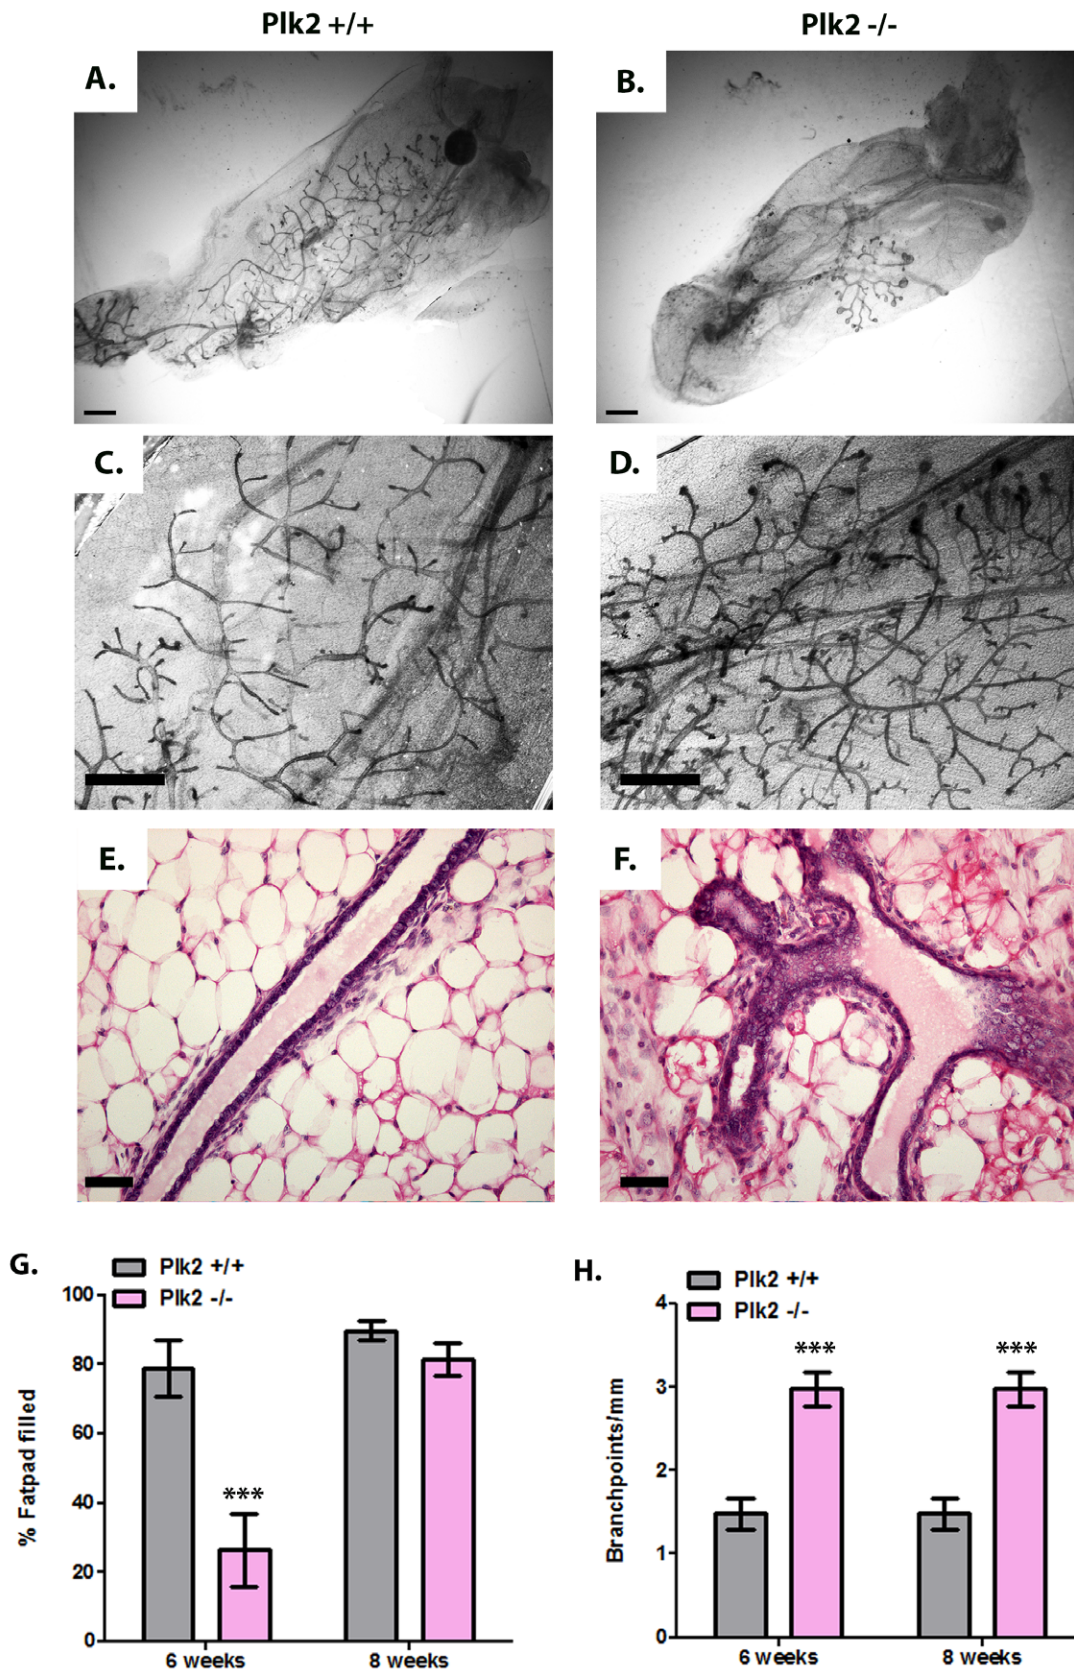 Plk2 +/+
Plk2 -/-
A.
B.
C.
D.
E.
F.
G.
Plk2 +/+
Plk2 -/-
% Fatpad filled
100
80
60
40
20
0
***
6 weeks
8 weeks
H.
Plk2 +/+
Plk2 -/-
Branchpoints/mm
4
3
2
1
0
***
***
6 weeks
8 weeks